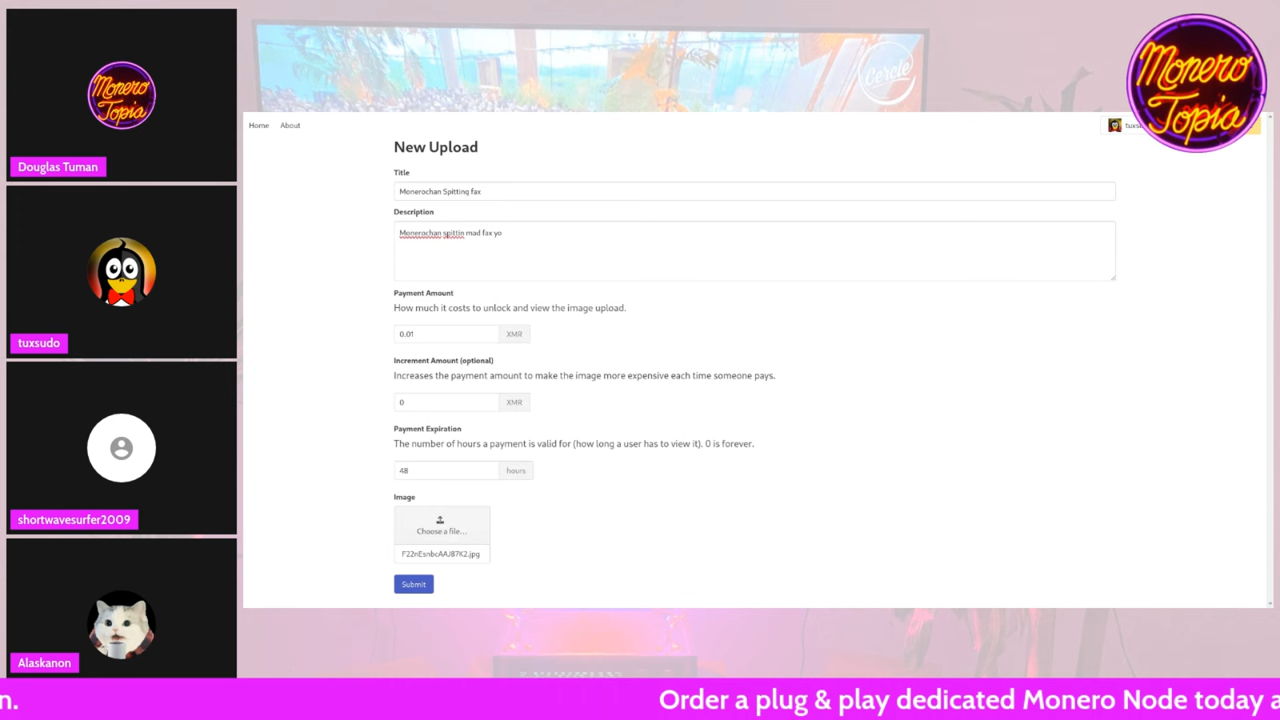 Monero
Topia
Douglas Tuman
tuxsudo
shortwavesurfer2009
Alaskanon
Cercle
Monero
Topia
Home
About
New Upload
Title
Monerochan Spitting fax
Description
Monerochan spittin mad fax yo
Payment Amount
How much it costs to unlock and view the image upload.
0.01
XMR
Increment Amount (optional)
Increases the payment amount to make the image more expensive each time someone pays.
0
XMR
Payment Expiration
The number of hours a payment is valid for (how long a user has to view it). 0 is forever.
48
hours
Image
Choose a file...
F22nEsnbcAAJ87K2.jpg
Submit
n.
Order a plug & play dedicated Monero Node today a